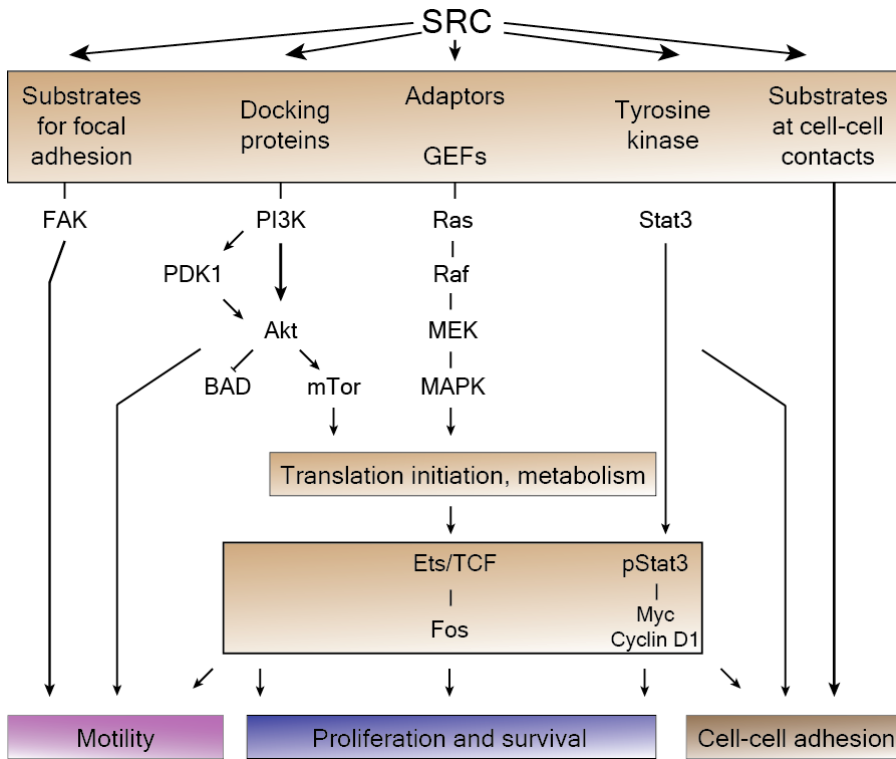 SRC
Substrates
for focal
adhesion
Docking
proteins
Adaptors
GEFs
Tyrosine
kinase
Substrates
at cell-cell
contacts
FAK
PI3K
Ras
Stat3
PDK1
Raf
Akt
MEK
BAD
mTor
MAPK
Translation initiation, metabolism
Ets/TCF
pStat3
Fos
Myc
Cyclin D1
Motility
Proliferation and survival
Cell-cell adhesion